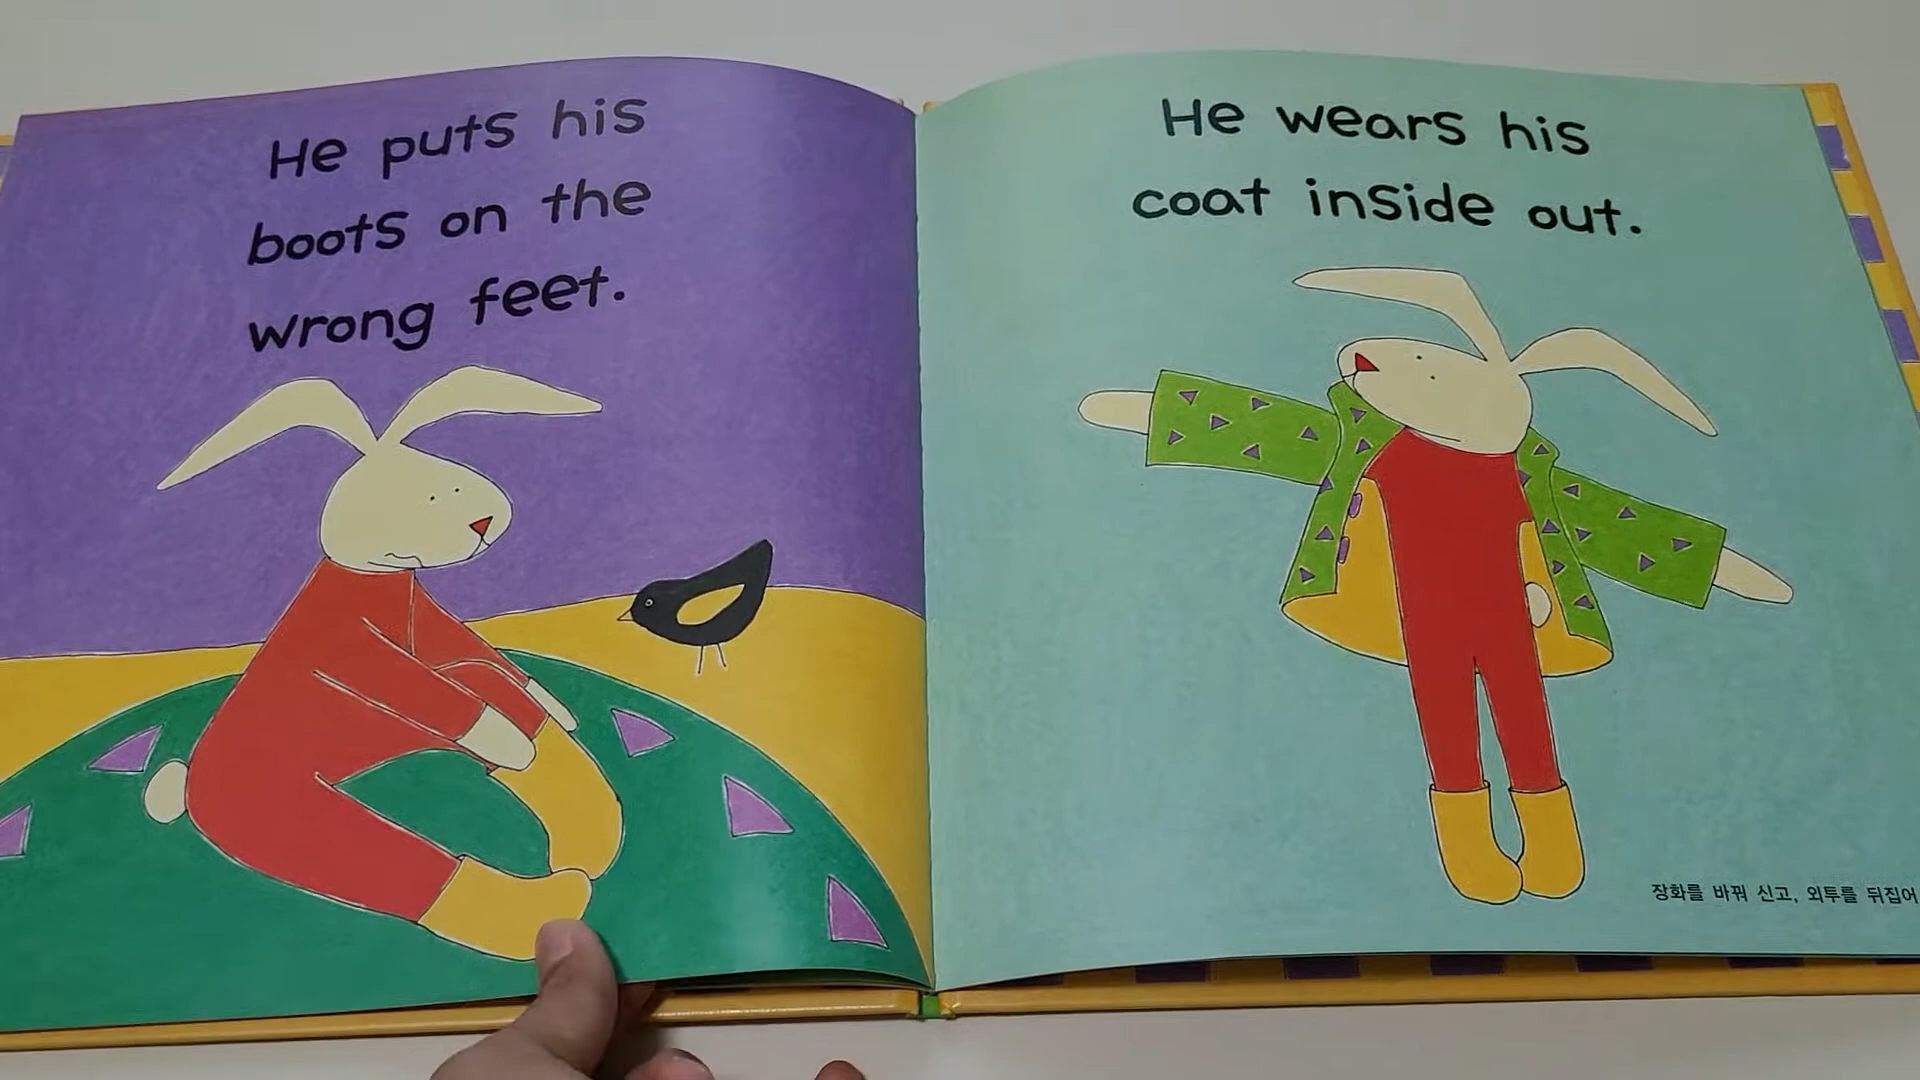 He puts his
boots on the
wrong feet.
He wears his
coat inside out.
장화를 바꿔 신고, 외투를 뒤집어